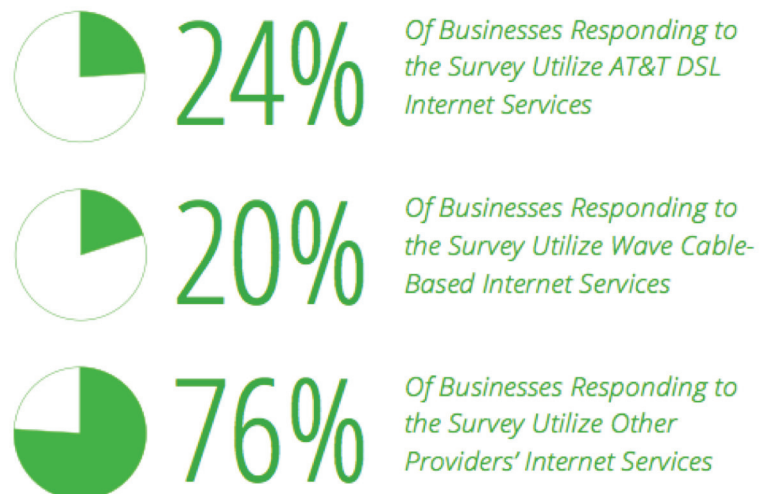 24%
Of Businesses Responding to
the Survey Utilize AT&T DSL
Internet Services
20%
Of Businesses Responding to
the Survey Utilize Wave Cable-
Based Internet Services
76%
Of Businesses Responding to
the Survey Utilize Other
Providers’ Internet Services